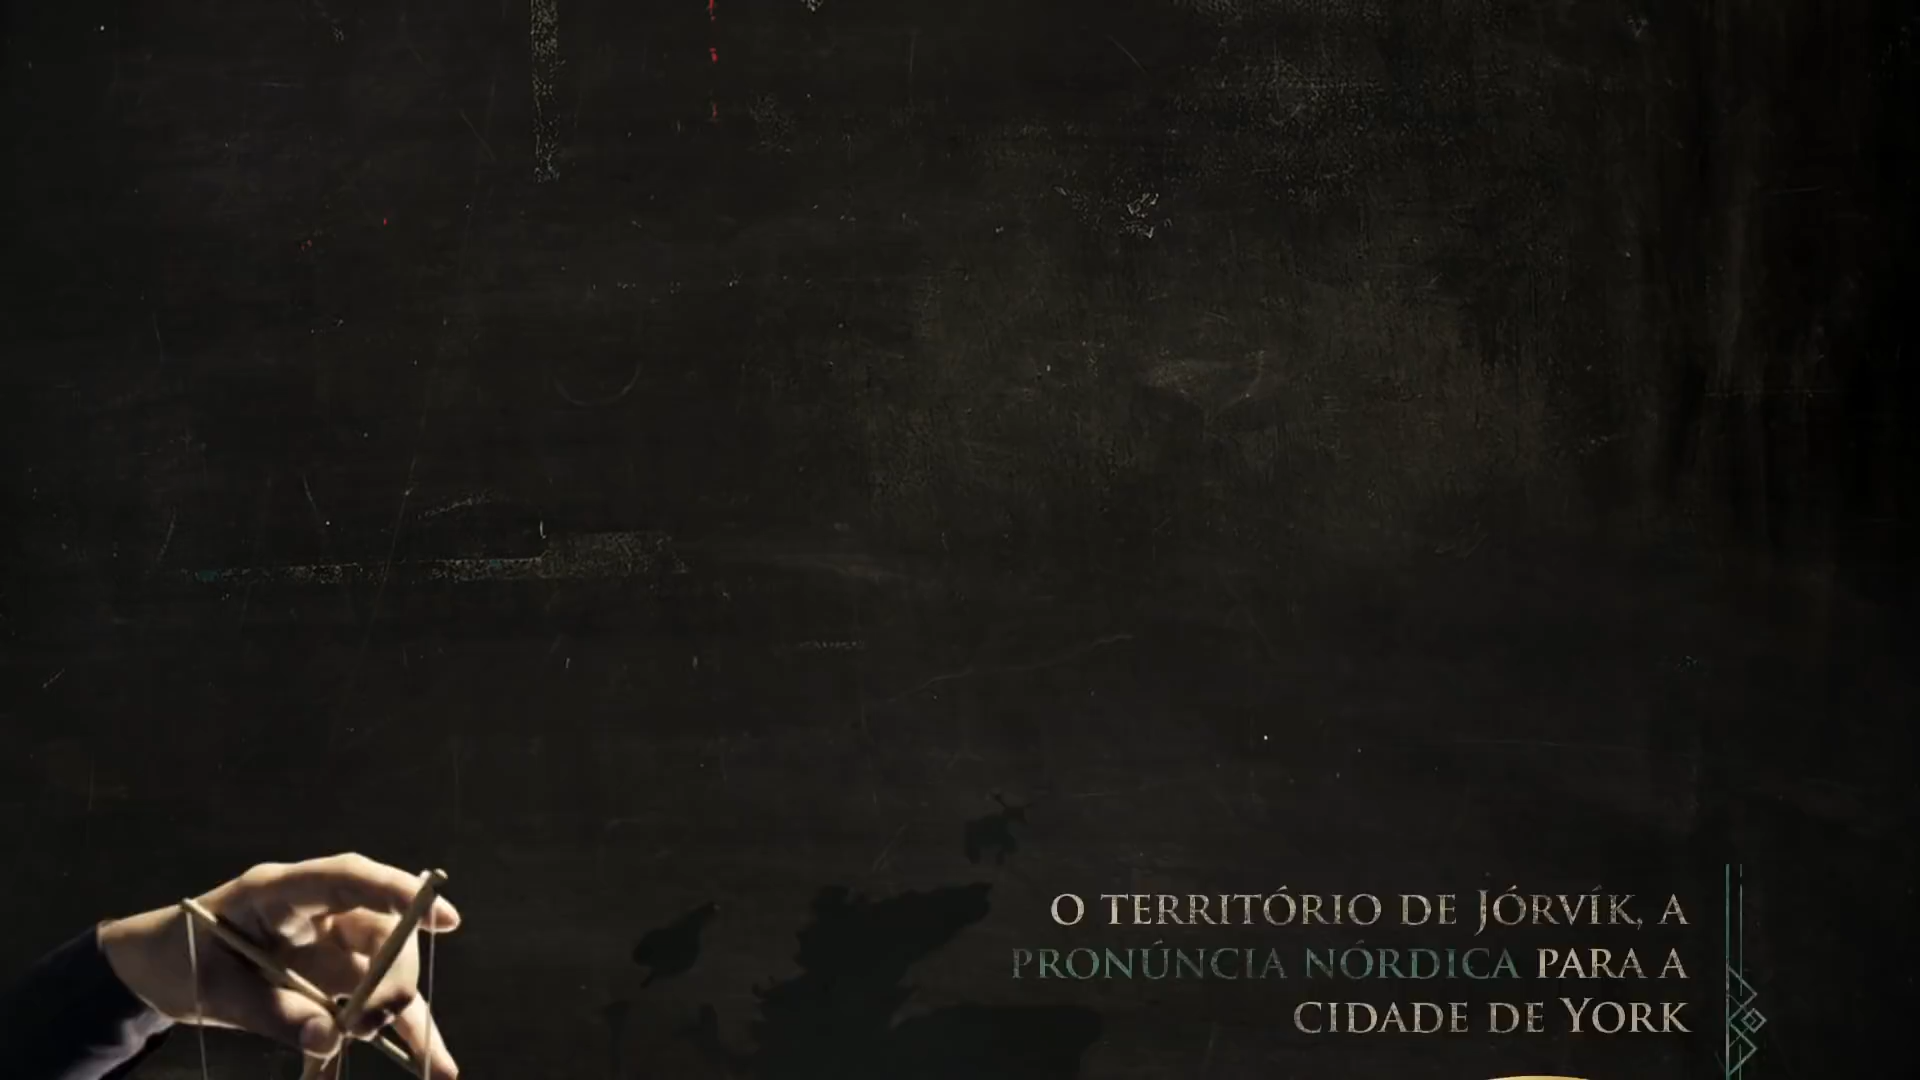 O TERRITÓRIO DE JÓRVÍK, A
PRONÚNCIA NÓRDICA PARA A
CIDADE DE YORK